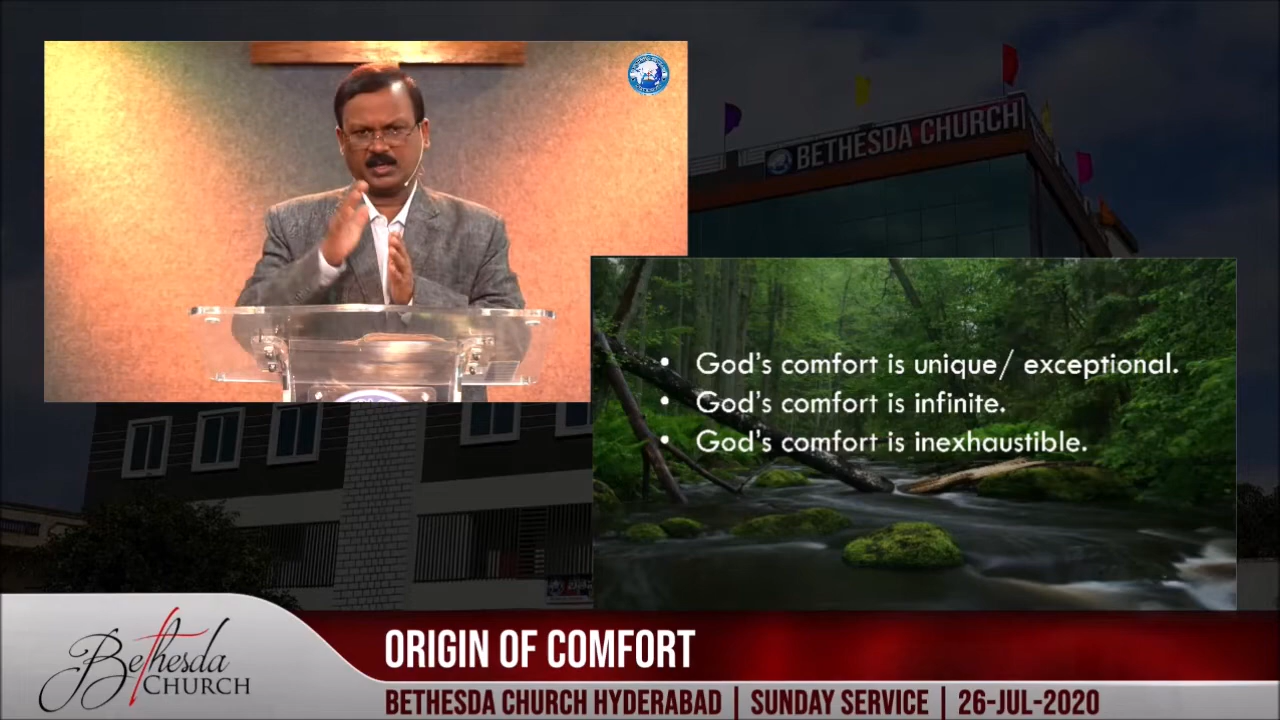 BETHESDA CHURCH
• God's comfort is unique/ exceptional.
• God's comfort is infinite.
• God's comfort is inexhaustible.
Bethesda
CHURCH
ORIGIN OF COMFORT
BETHESDA CHURCH HYDERABAD | SUNDAY SERVICE | 26-JUL-2020